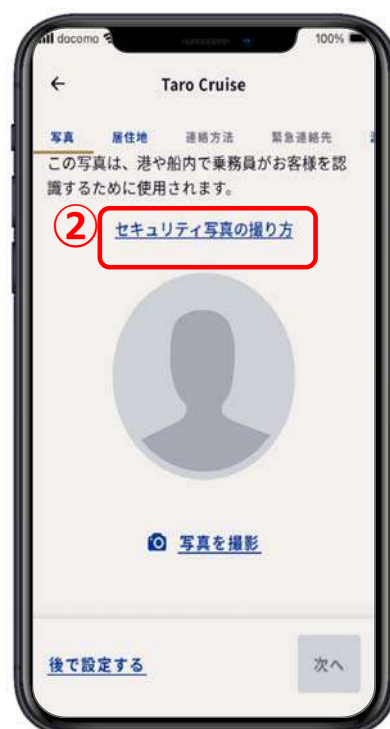 docomo 100%
← Taro Cruise
写真 居住地 連絡方法 緊急連絡先
この写真は、港や船内で乗務員がお客様を認
識するために使用されます。
② セキュリティ写真の撮り方
写真を撮影
後で設定する 次へ